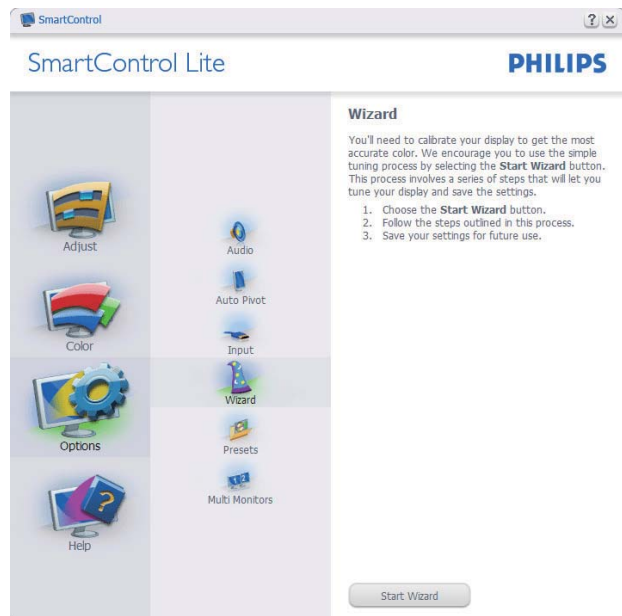 SmartControl
SmartControl Lite
PHILIPS
Adjust
Color
Options
Help
Audio
Auto Pivot
Input
Wizard
Presets
1 2
Multi Monitors
Wizard
You'll need to calibrate your display to get the most
accurate color. We encourage you to use the simple
tuning process by selecting the Start Wizard button.
This process involves a series of steps that will let you
tune your display and save the settings.
1. Choose the Start Wizard button.
2. Follow the steps outlined in this process.
3. Save your settings for future use.
Start Wizard